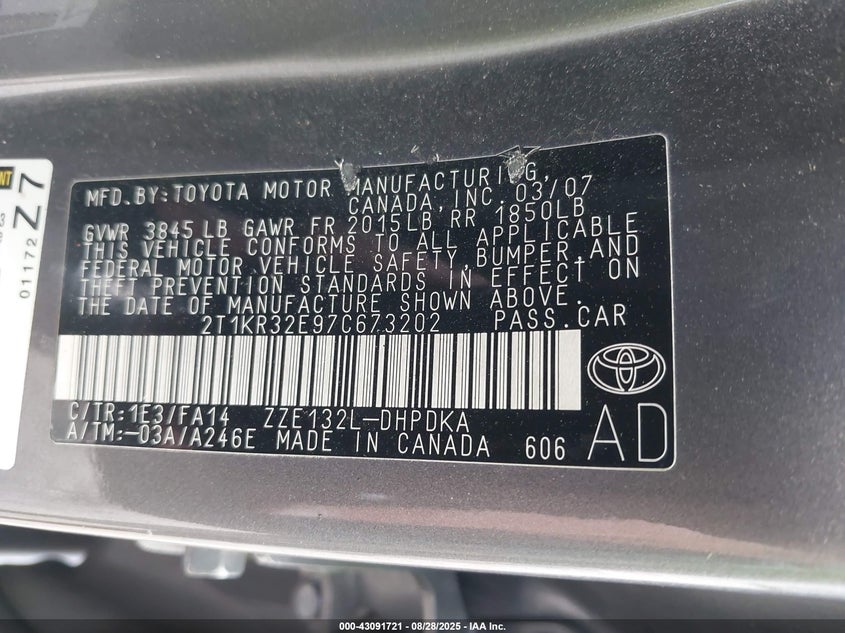 MFD. BY: TOYOTA MOTOR MANUFACTURING,
CANADA, INC. 03/07
GVWR 3845 LB GAWR FR 2015LB RR 1850LB
THIS VEHICLE CONFORMS TO ALL APPLICABLE
FEDERAL MOTOR VEHICLE SAFETY, BUMPER, AND
THEFT PREVENTION STANDARDS IN EFFECT ON
THE DATE OF MANUFACTURE SHOWN ABOVE.
2T1KR32E97C673202 PASS. CAR
C/TR: 1E3/FA14 ZZE132L-DHPDKA
A/TM: -03A/A246E MADE IN CANADA 606
AD
01172
Z 7
000-43091721 | 08/28/2025 | IAA Inc.